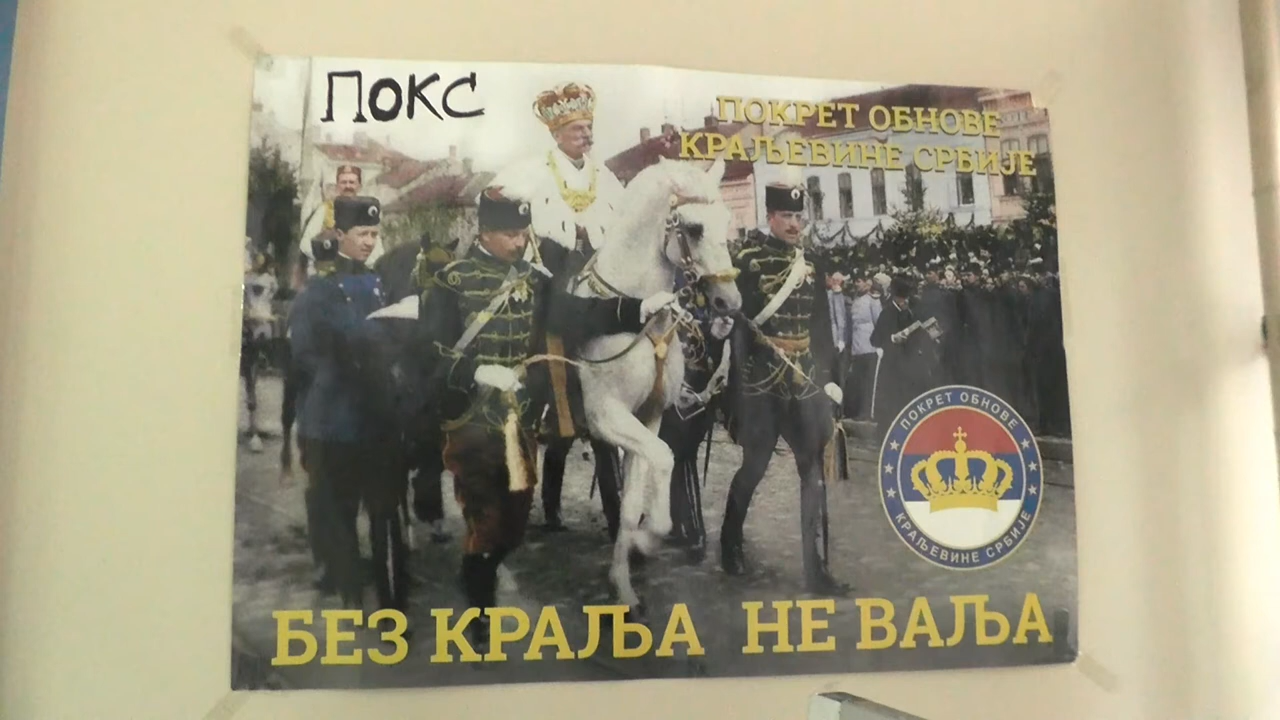 ПОКС
ПОКРЕТ ОБНОВЕ
КРАЉЕВИНЕ СРБИЈЕ
ПОКРЕТ ОБНОВЕ
КРАЉЕВИНЕ СРБИЈЕ
БЕЗ КРАЉА НЕ ВАЉА